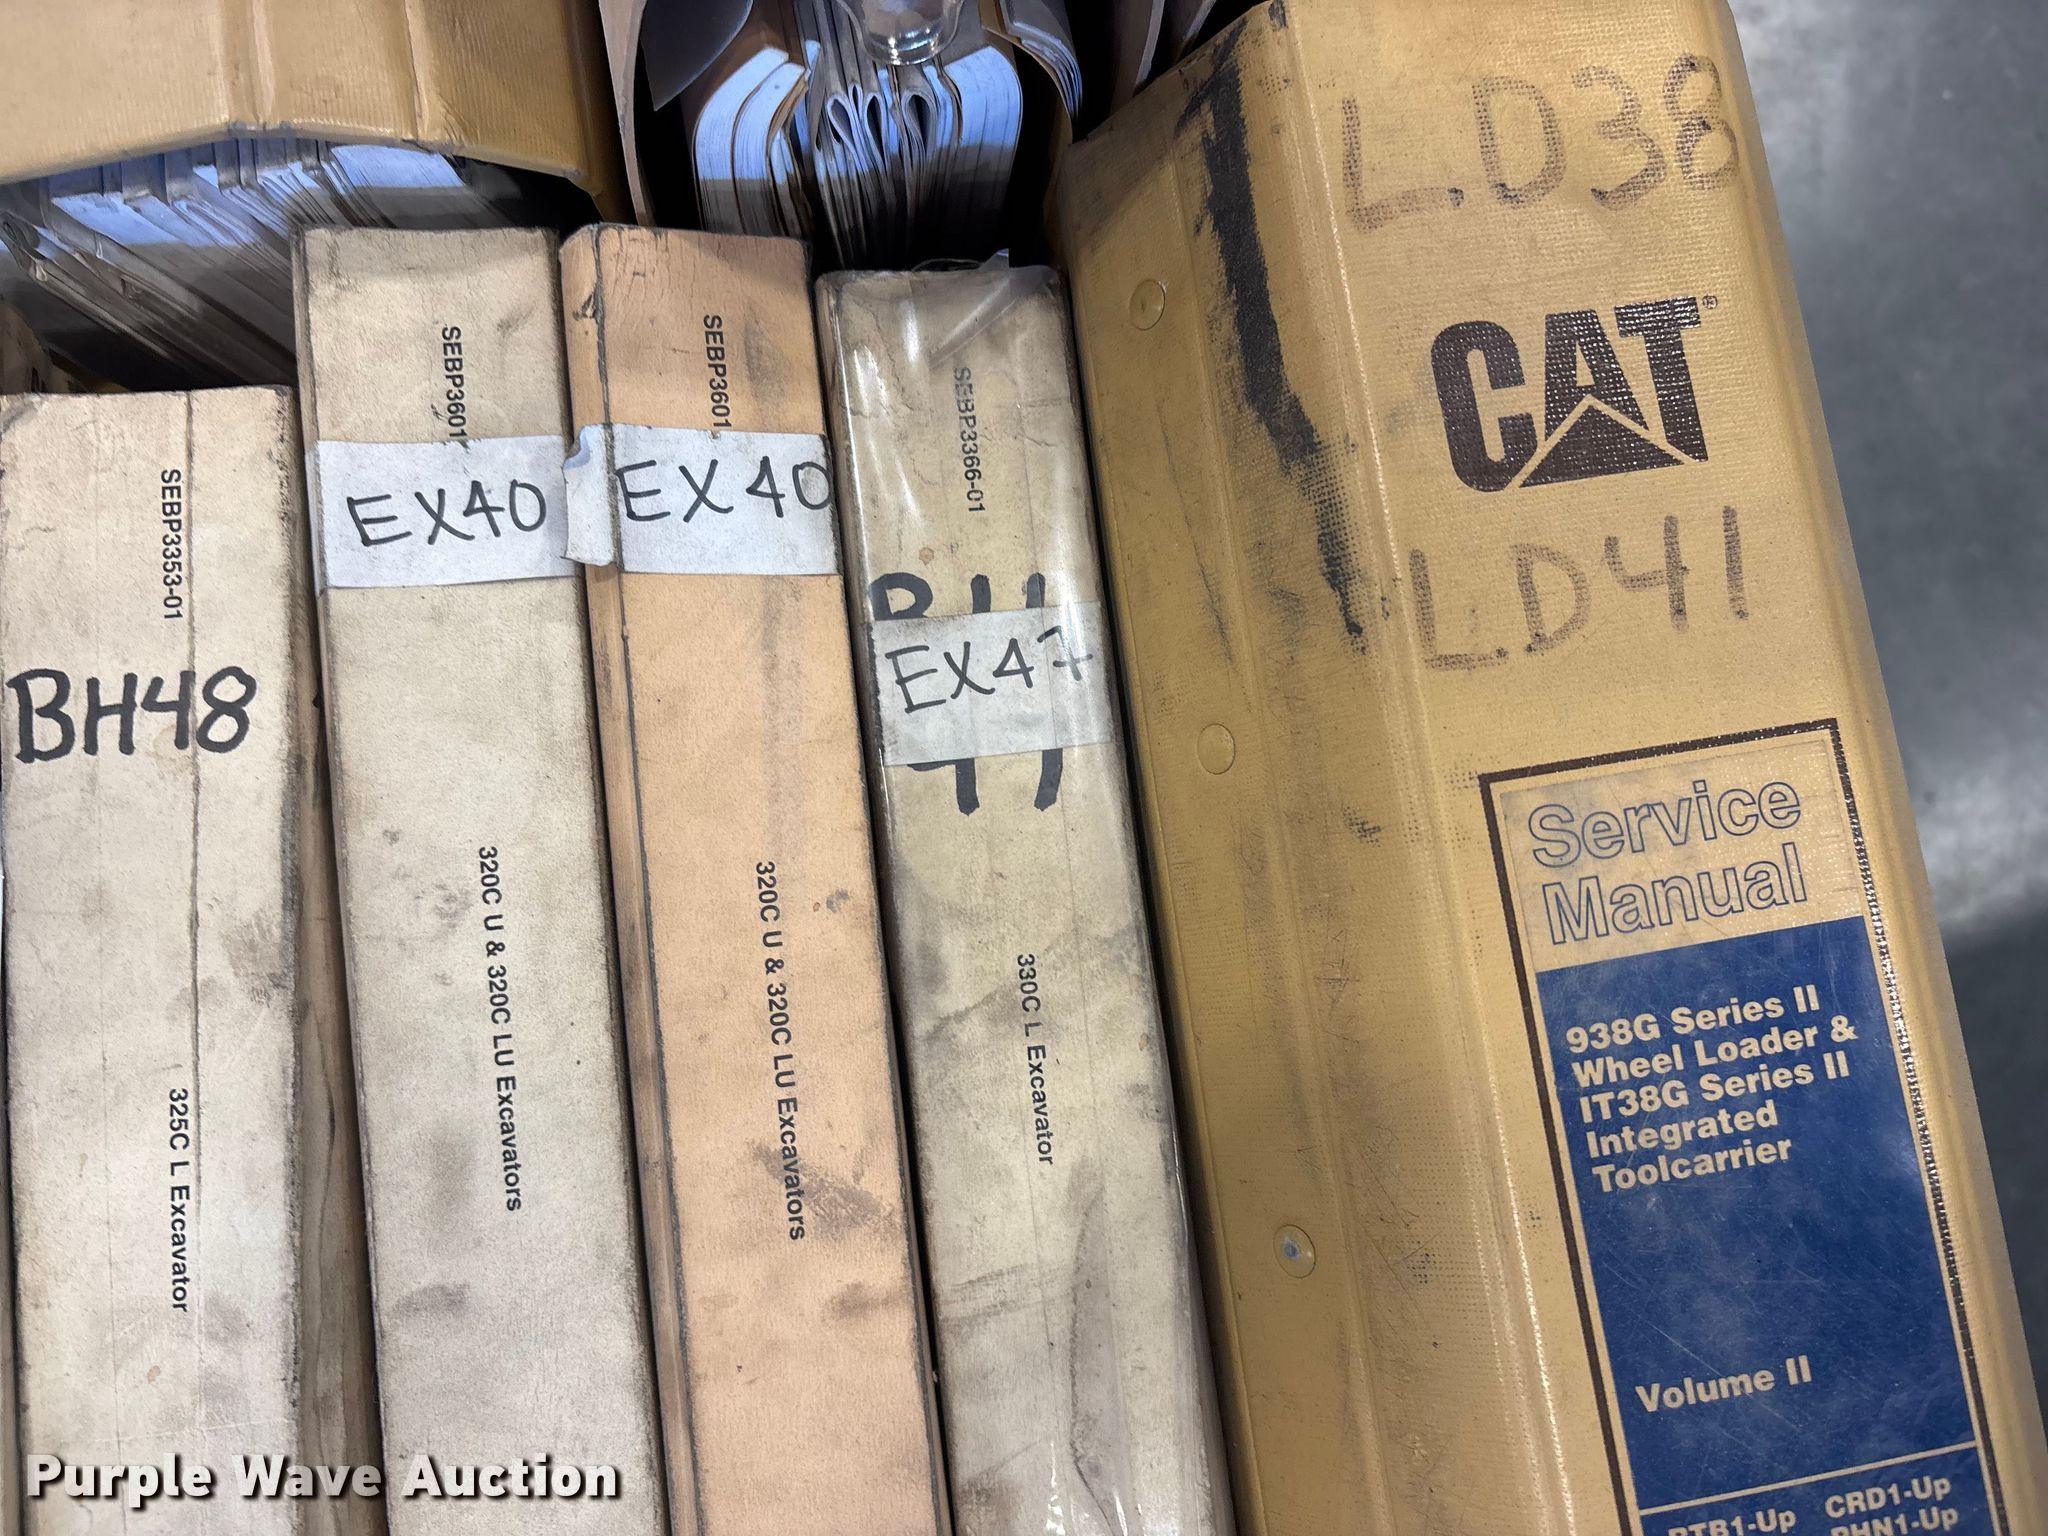 SEBP3353-01
BH48
325C L Excavator
SEBP3601
EX40
320C U & 320C LU Excavators
SEBP3601
EX40
320C U & 320C LU Excavators
SEBP3366-01
EX47
330C L Excavator
L.D38
CAT®
L.D41
Service
Manual
938G Series II
Wheel Loader &
IT38G Series II
Integrated
Toolcarrier
Volume II
CRD1-Up
Purple Wave Auction